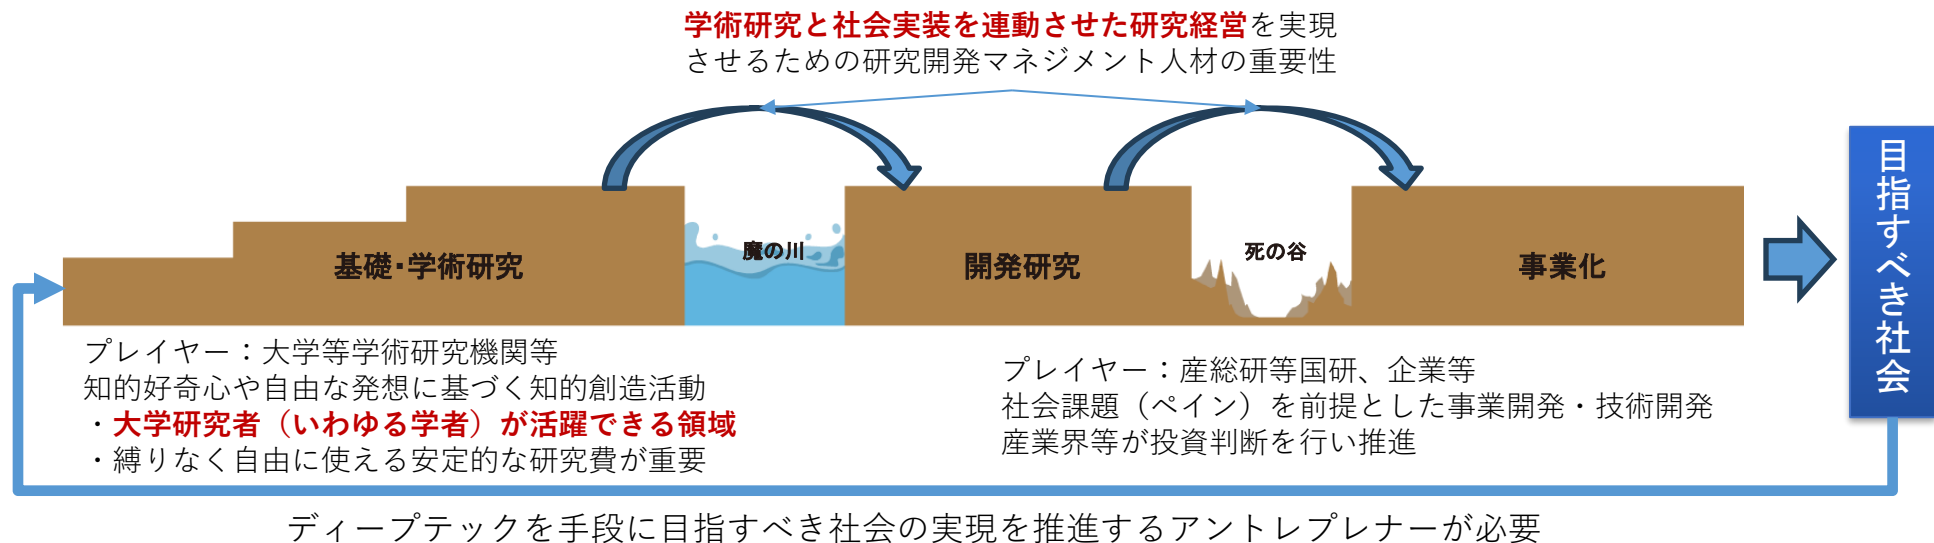 学術研究と社会実装を連動させた研究経営を実現
させるための研究開発マネジメント人材の重要性
基礎・学術研究
魔の川
開発研究
死の谷
事業化
目指すべき社会
プレイヤー：大学等学術研究機関等
知的好奇心や自由な発想に基づく知的創造活動
・大学研究者（いわゆる学者）が活躍できる領域
・縛りなく自由に使える安定的な研究費が重要
プレイヤー：産総研等国研、企業等
社会課題（ペイン）を前提とした事業開発・技術開発
産業界等が投資判断を行い推進
ディープテックを手段に目指すべき社会の実現を推進するアントレプレナーが必要